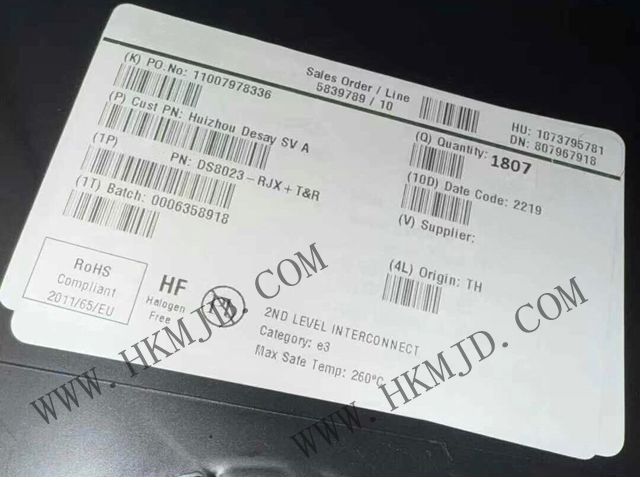 Sales Order / Line
5839789 / 10
HU: 1073795781
DN: 807967918
(K) PO.No: 11007978336
(P) Cust PN: Huizhou Desay SV A
(Q) Quantity: 1807
(1P)
PN: DS8023-RJX+T&R
(10D) Date Code: 2219
(1T) Batch: 0006358918
(V) Supplier:
(4L) Origin: TH
RoHS
Compliant
2011/65/EU
HF
Halogen
Free
2ND LEVEL INTERCONNECT
Category: e3
Max Safe Temp: 260°C
WWW.HKMJD.COM
WWW.HKMJD.COM